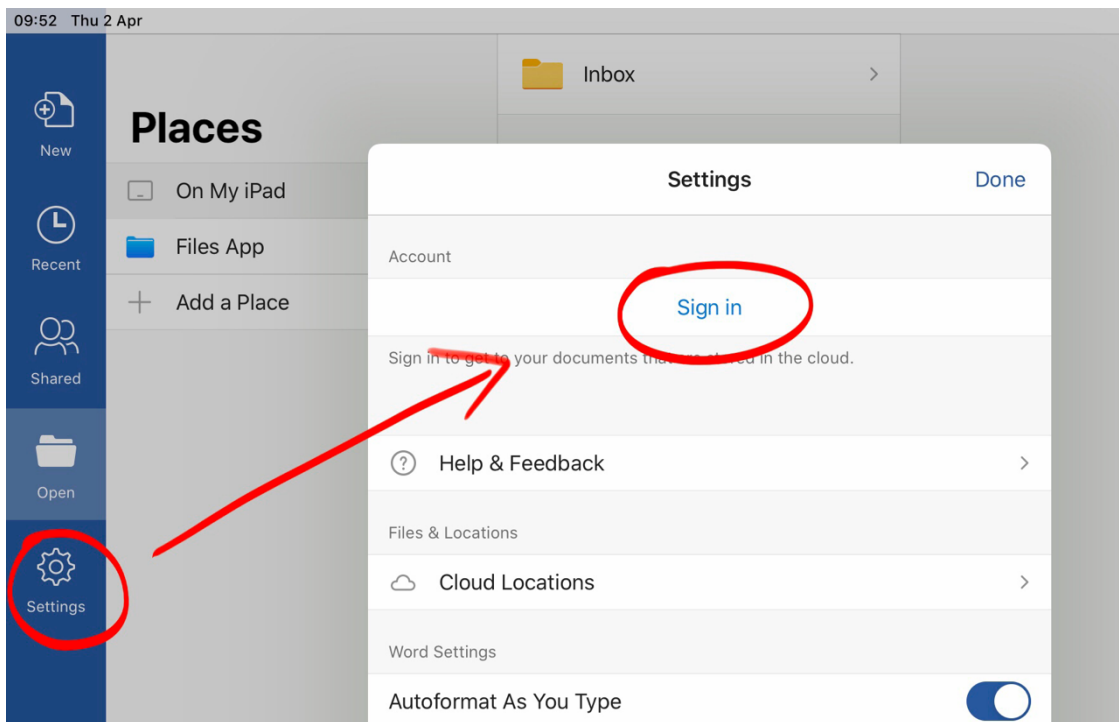 09:52 Thu 2 Apr
New
Recent
Shared
Open
Settings
Places
On My iPad
Files App
Add a Place
Inbox
Settings
Done
Account
Sign in
Sign in to get to your documents that are stored in the cloud.
Help & Feedback
Files & Locations
Cloud Locations
Word Settings
Autoformat As You Type